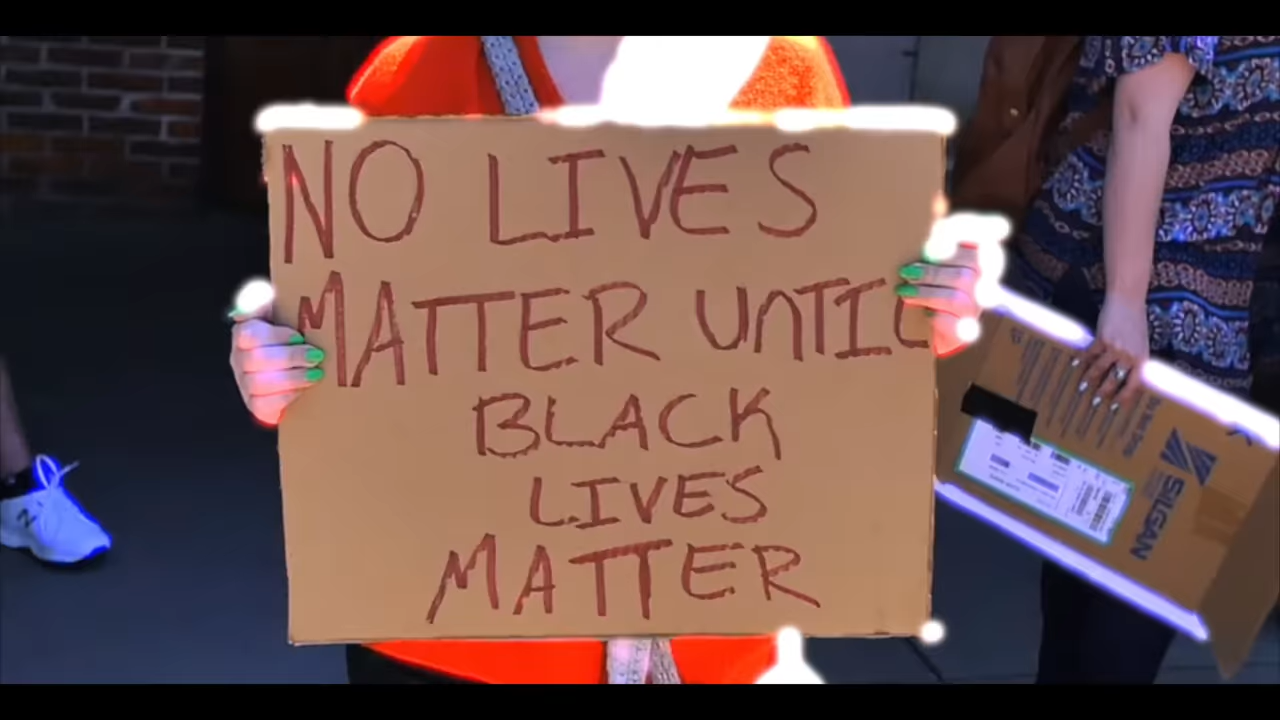 NO LIVES
MATTER UNTIL
BLACK
LIVES
MATTER
SILGAN